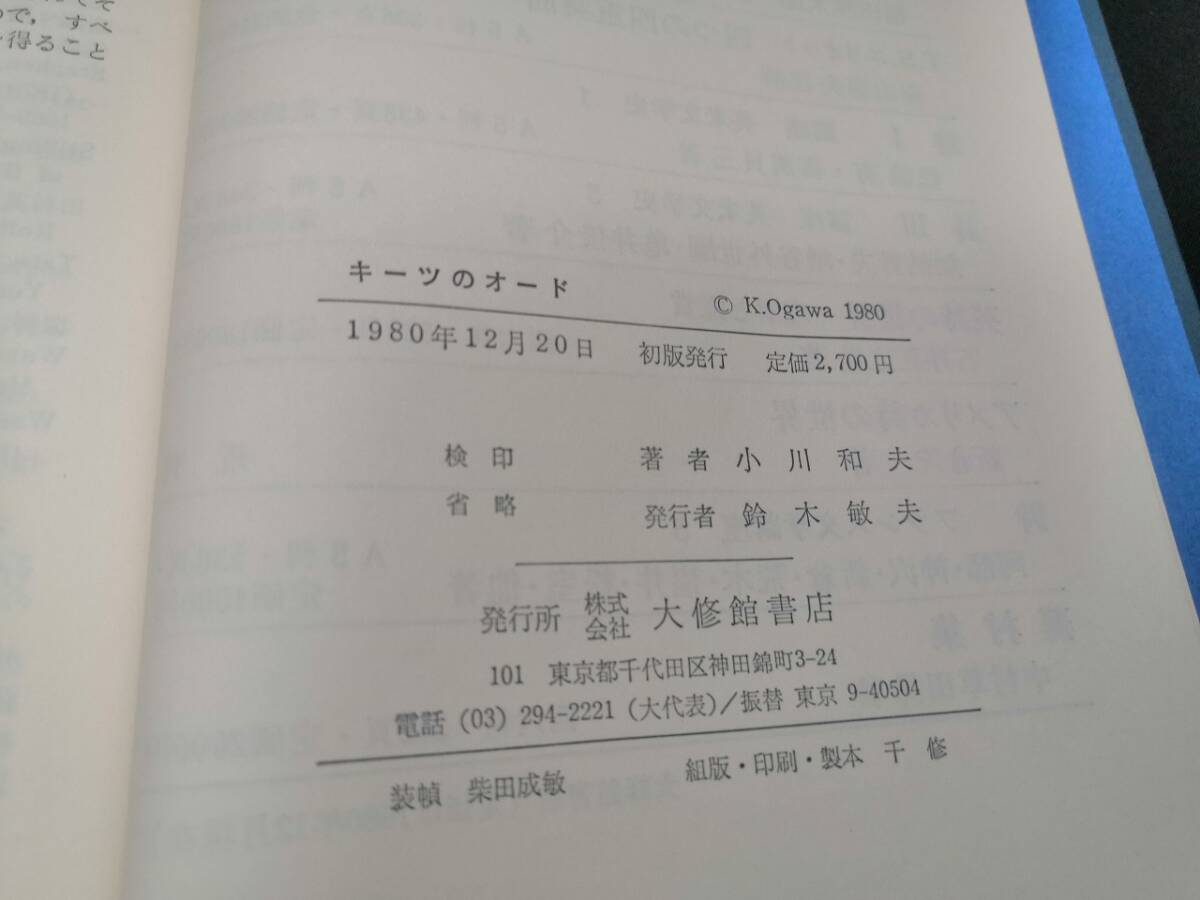 で，すべ
得ること
キーツのオード
© K.Ogawa 1980
1980年12月20日 初版発行 定価2,700円
検印 著者 小川和夫
省略 発行者 鈴木敏夫
発行所 株式会社 大修館書店
101 東京都千代田区神田錦町3-24
電話 (03) 294-2221 (大代表)／振替 東京 9-40504
装幀 柴田成敏 組版・印刷・製本 千修